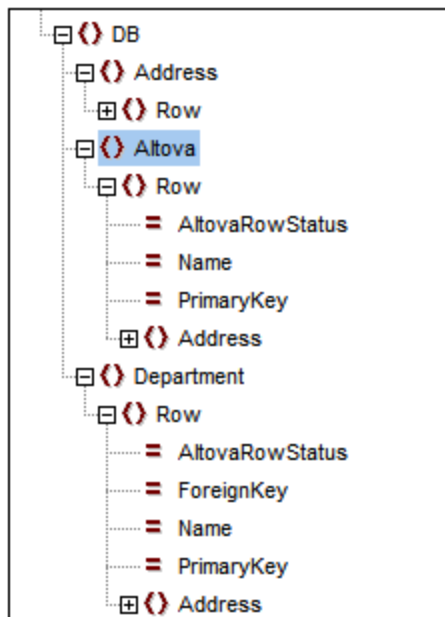 DB
Address
Row
Altova
Row
AltovaRowStatus
Name
PrimaryKey
Address
Department
Row
AltovaRowStatus
ForeignKey
Name
PrimaryKey
Address